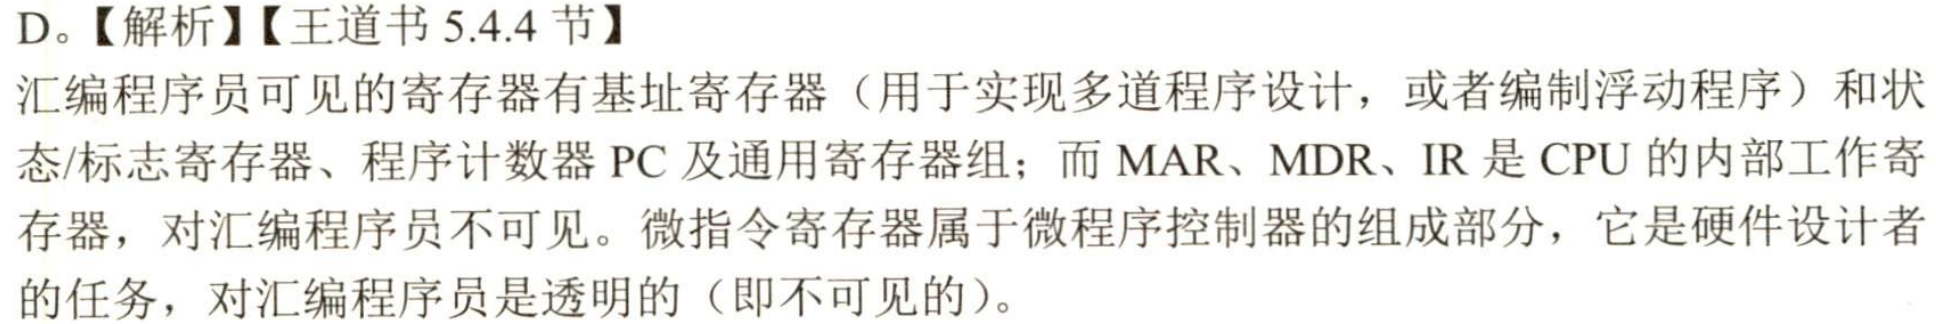 D。【解析】【王道书 5.4.4 节】
汇编程序员可见的寄存器有基址寄存器（用于实现多道程序设计，或者编制浮动程序）和状
态/标志寄存器、程序计数器 PC 及通用寄存器组；而 MAR、MDR、IR 是 CPU 的内部工作寄
存器，对汇编程序员不可见。微指令寄存器属于微程序控制器的组成部分，它是硬件设计者
的任务，对汇编程序员是透明的（即不可见的）。